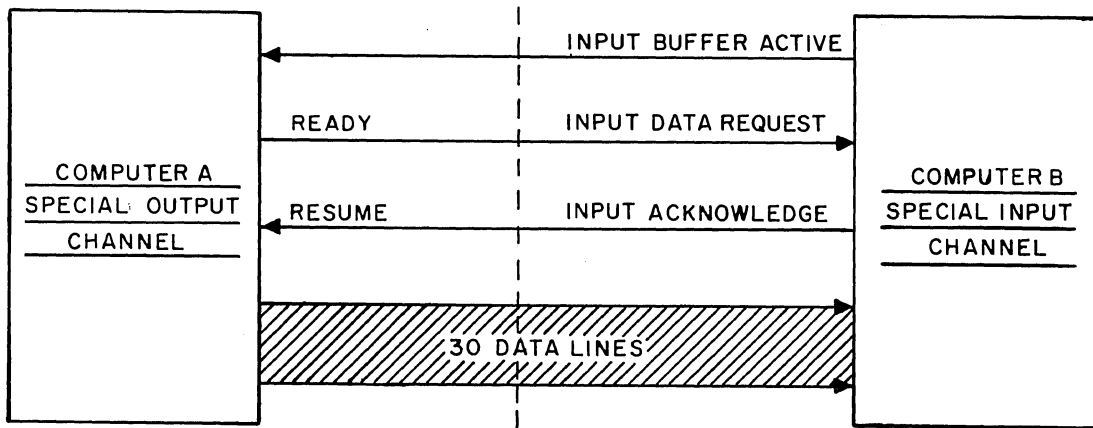 INPUT BUFFER ACTIVE
READY
INPUT DATA REQUEST
COMPUTER A
SPECIAL OUTPUT
CHANNEL
RESUME
INPUT ACKNOWLEDGE
COMPUTER B
SPECIAL INPUT
CHANNEL
30 DATA LINES